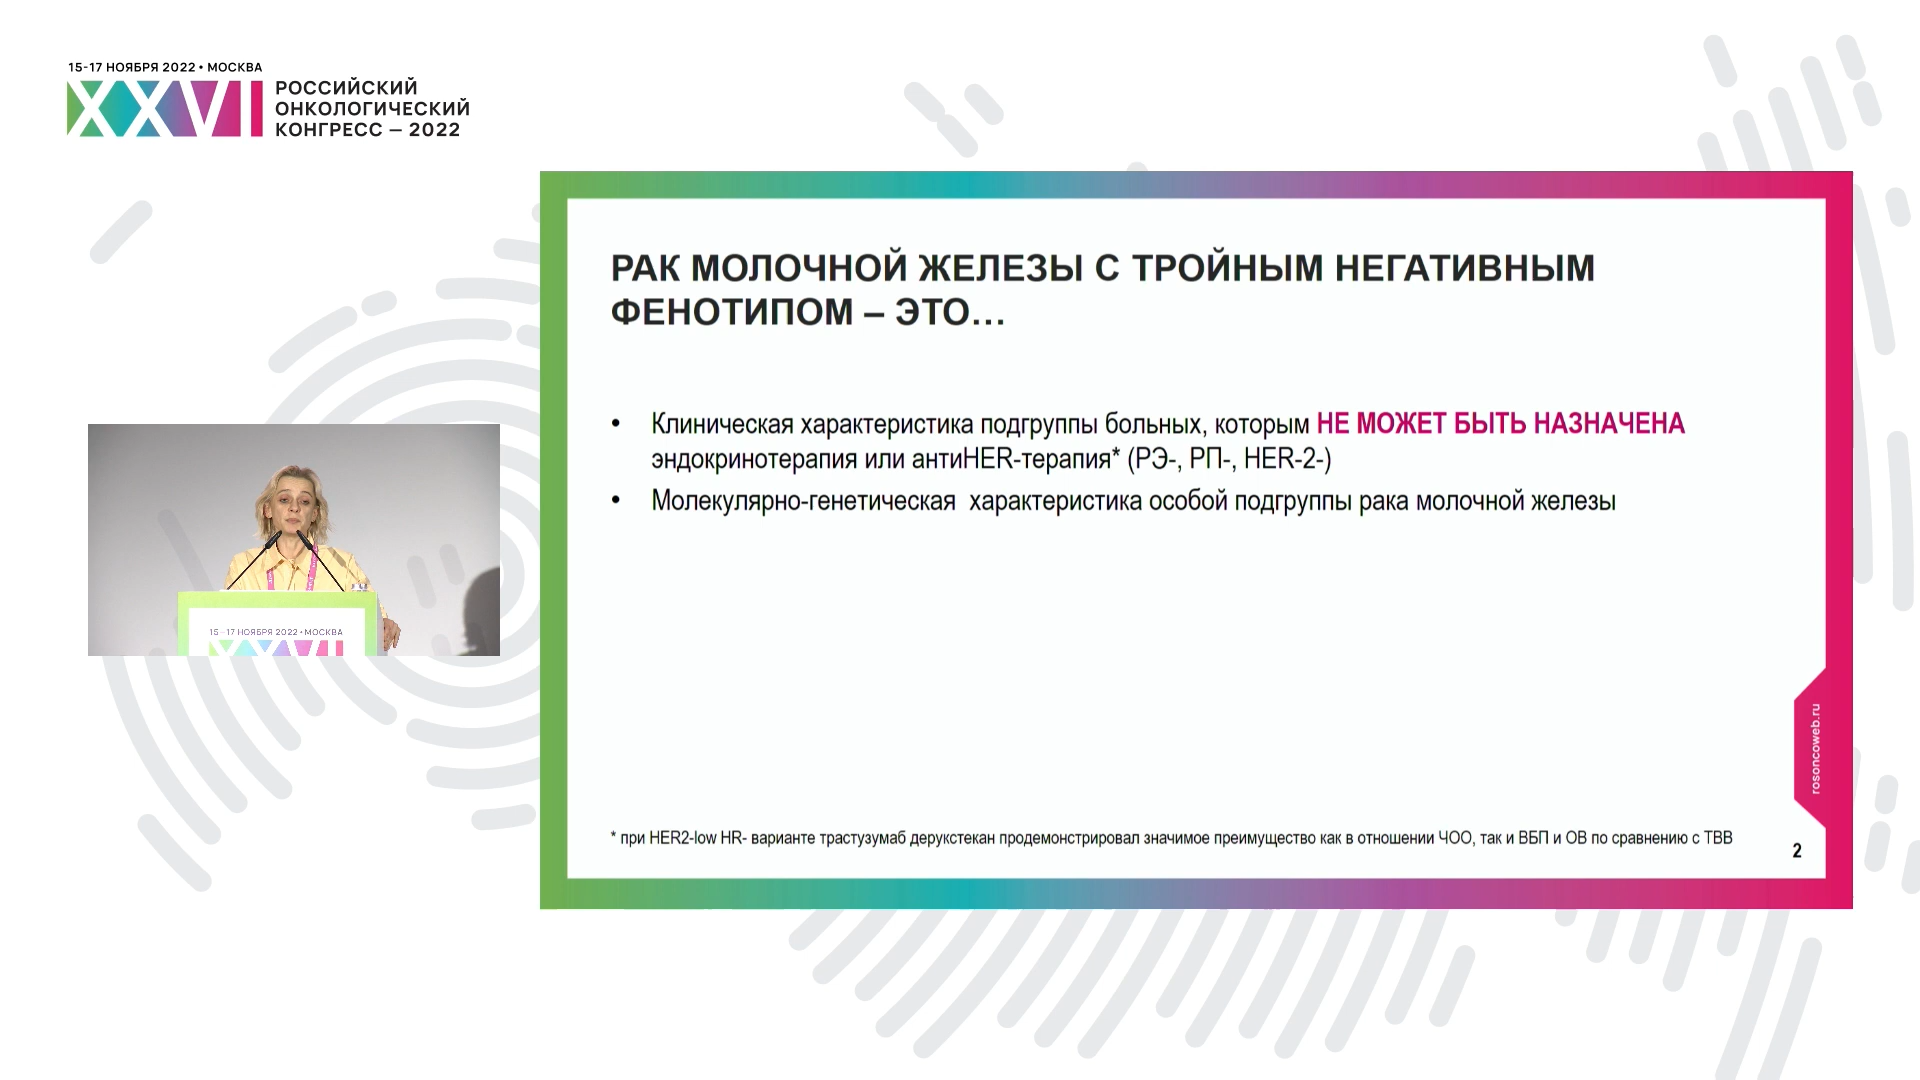 15-17 НОЯБРЯ 2022 • МОСКВА
XXVI
РОССИЙСКИЙ
ОНКОЛОГИЧЕСКИЙ
КОНГРЕСС — 2022
РАК МОЛОЧНОЙ ЖЕЛЕЗЫ С ТРОЙНЫМ НЕГАТИВНЫМ
ФЕНОТИПОМ – ЭТО…
• Клиническая характеристика подгруппы больных, которым НЕ МОЖЕТ БЫТЬ НАЗНАЧЕНА
эндокринотерапия или антиHER-терапия* (РЭ-, РП-, HER-2-)
• Молекулярно-генетическая характеристика особой подгруппы рака молочной железы
* при HER2-low HR- варианте трастузумаб дерукстекан продемонстрировал значимое преимущество как в отношении ЧОО, так и ВБП и ОВ по сравнению с ТВВ
2
rosoncoweb.ru
15-17 НОЯБРЯ 2022 • МОСКВА
XXVI